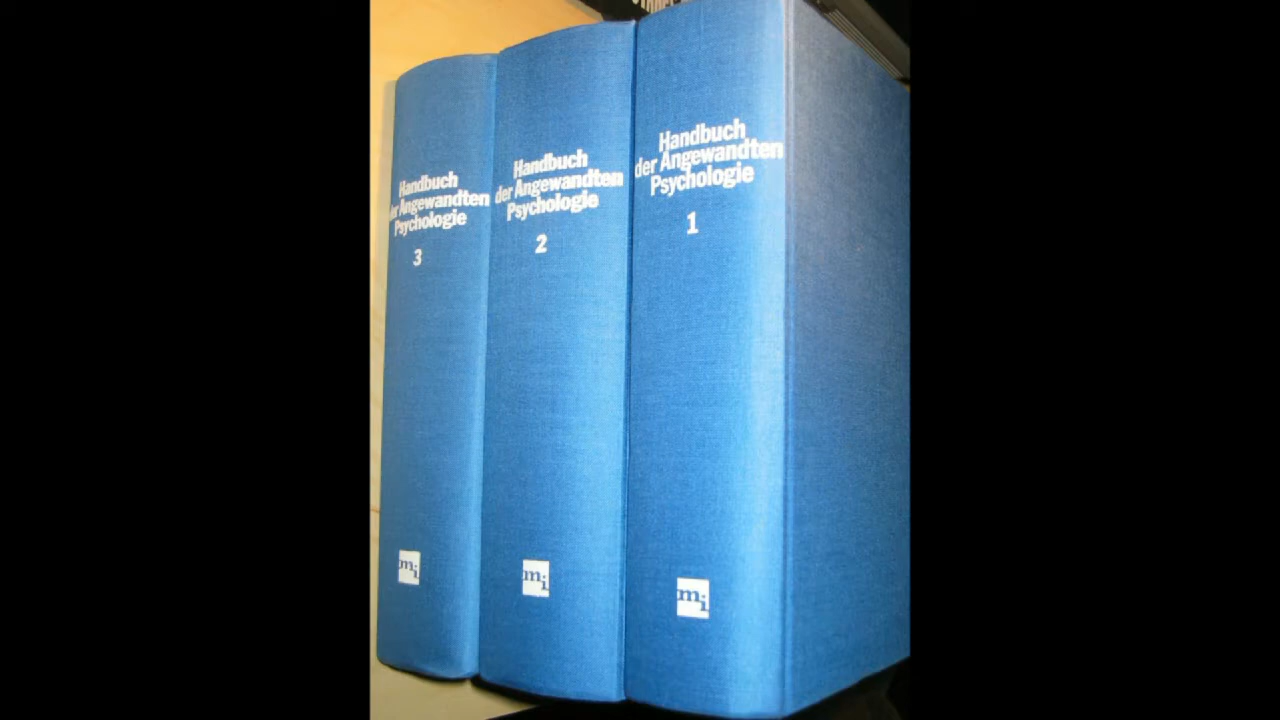 Handbuch
der Angewandten
Psychologie
3
mi
Handbuch
der Angewandten
Psychologie
2
mi
Handbuch
der Angewandten
Psychologie
1
mi